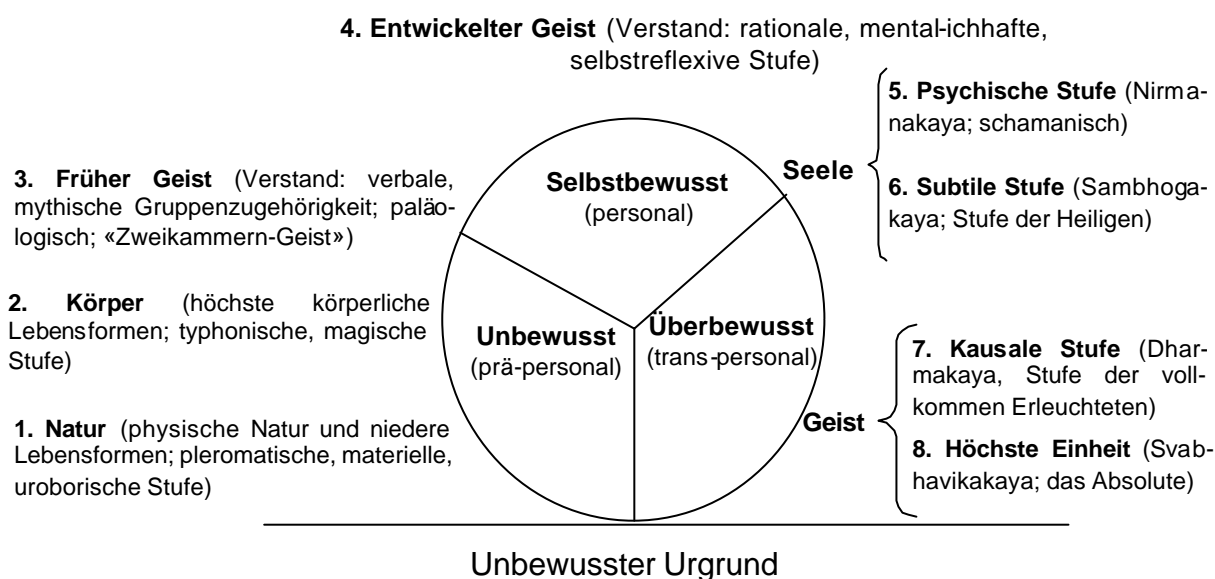 4. Entwickelter Geist (Verstand: rationale, mental-ichhafte,
selbstreflexive Stufe)
3. Früher Geist (Verstand: verbale,
mythische Gruppenzugehörigkeit; paläo-
logisch; «Zweikammern-Geist»)
2. Körper (höchste körperliche
Lebensformen; typhonische, magische
Stufe)
1. Natur (physische Natur und niedere
Lebensformen; pleromatische, materielle,
uroborische Stufe)
Selbstbewusst
(personal)
Unbewusst
(prä-personal)
Überbewusst
(trans-personal)
Seele
5. Psychische Stufe (Nirma-
nakaya; schamanisch)
6. Subtile Stufe (Sambhoga-
kaya; Stufe der Heiligen)
Geist
7. Kausale Stufe (Dhar-
makaya, Stufe der voll-
kommen Erleuchteten)
8. Höchste Einheit (Svab-
havikakaya; das Absolute)
Unbewusster Urgrund